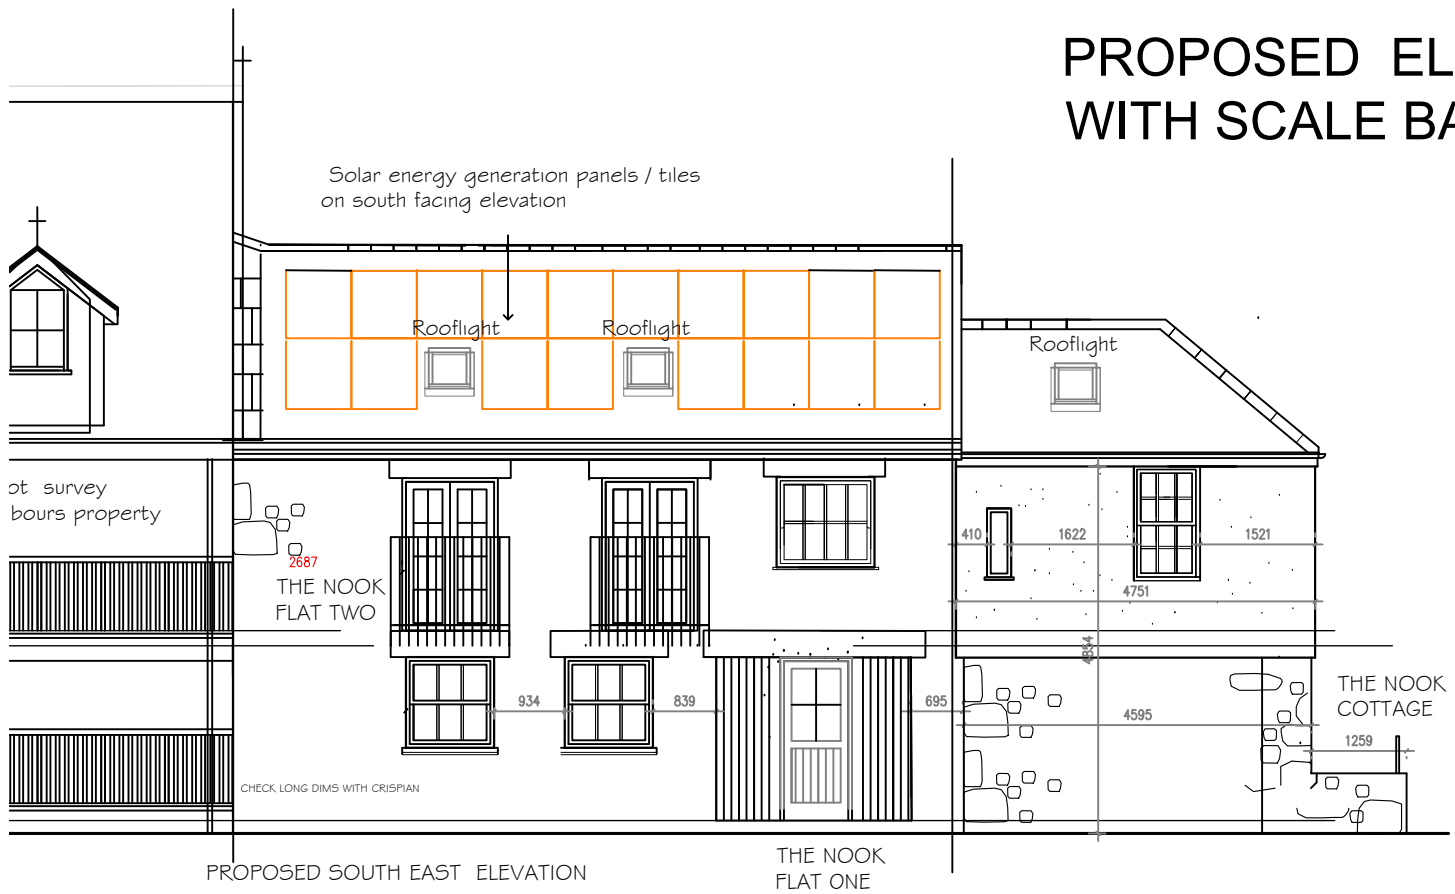 PROPOSED EL
WITH SCALE BA
Solar energy generation panels / tiles
on south facing elevation
Rooflight
Rooflight
Rooflight
ot survey
bours property
2687
THE NOOK
FLAT TWO
410
1622
1521
4751
4854
934
839
695
4595
THE NOOK
COTTAGE
1259
CHECK LONG DIMS WITH CRISPIAN
PROPOSED SOUTH EAST ELEVATION
THE NOOK
FLAT ONE